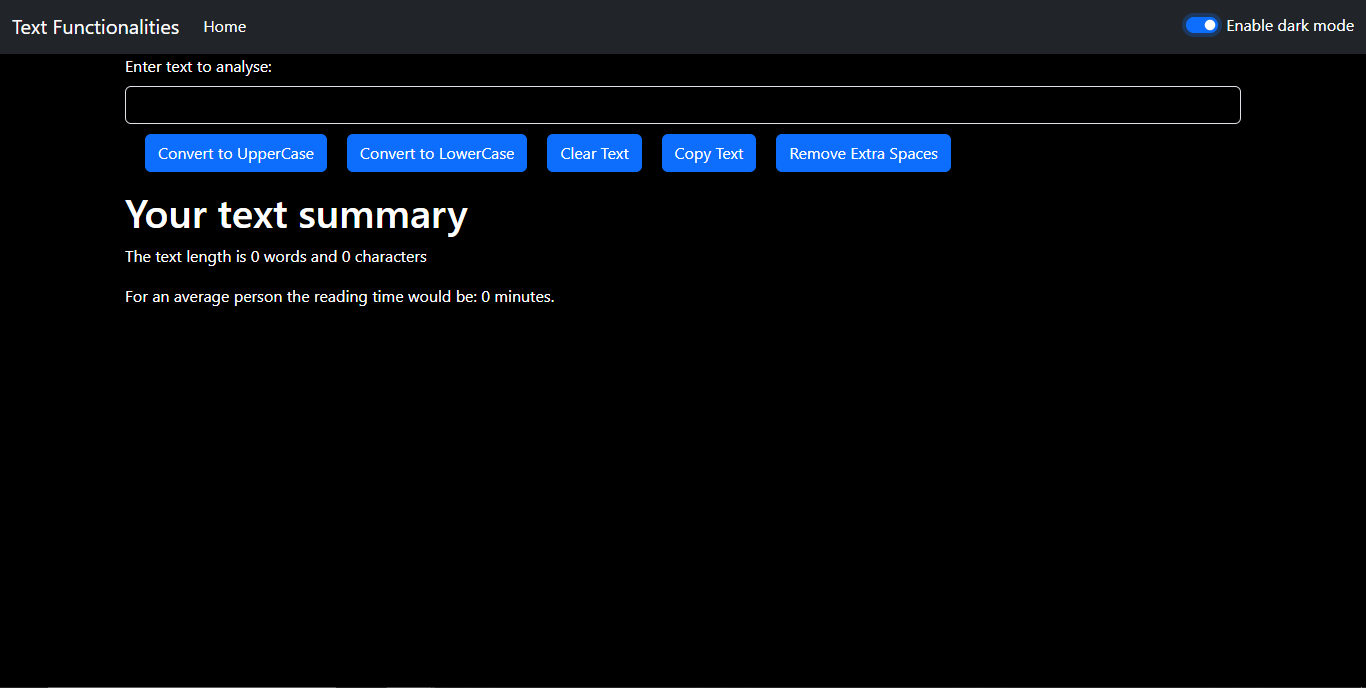 Text Functionalities Home Enable dark mode
Enter text to analyse:
Convert to UpperCase Convert to LowerCase Clear Text Copy Text Remove Extra Spaces
Your text summary
The text length is 0 words and 0 characters
For an average person the reading time would be: 0 minutes.